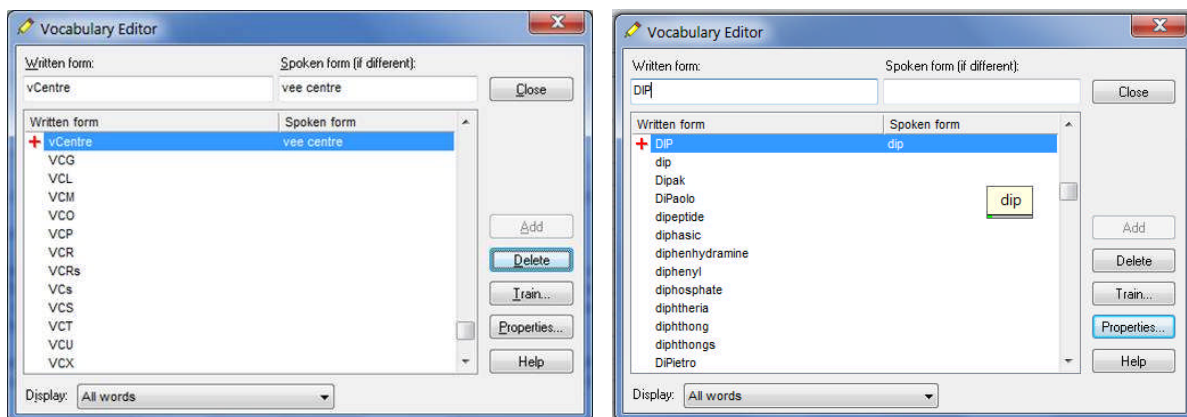 Vocabulary Editor
Written form:
Spoken form (if different):
vCentre
vee centre
Close
Written form Spoken form
vCentre vee centre
VCG
VCL
VCM
VCO
VCP
VCR
VCRs
VCs
VCS
VCT
VCU
VCX
Add
Delete
Train...
Properties...
Help
Display: All words
Vocabulary Editor
Written form:
Spoken form (if different):
DIP
Close
Written form Spoken form
DIP dip
dip
Dipak
DiPaolo
dipeptide
diphasic
diphenhydramine
diphenyl
diphosphate
diphtheria
diphthong
diphthongs
DiPietro
dip
Add
Delete
Train...
Properties...
Help
Display: All words